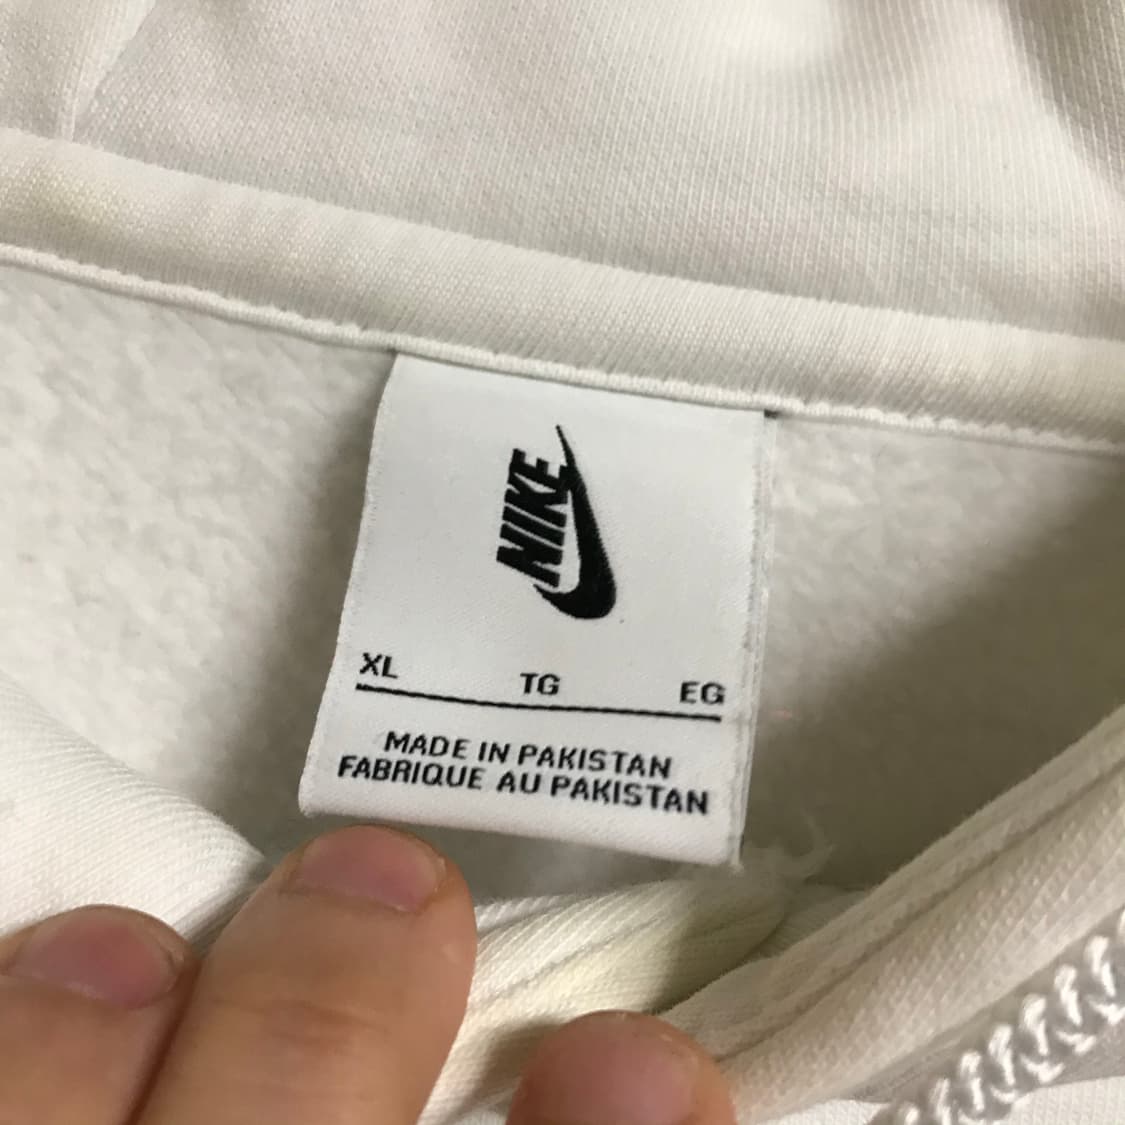 NIKE
XL TG EG
MADE IN PAKISTAN
FABRIQUE AU PAKISTAN